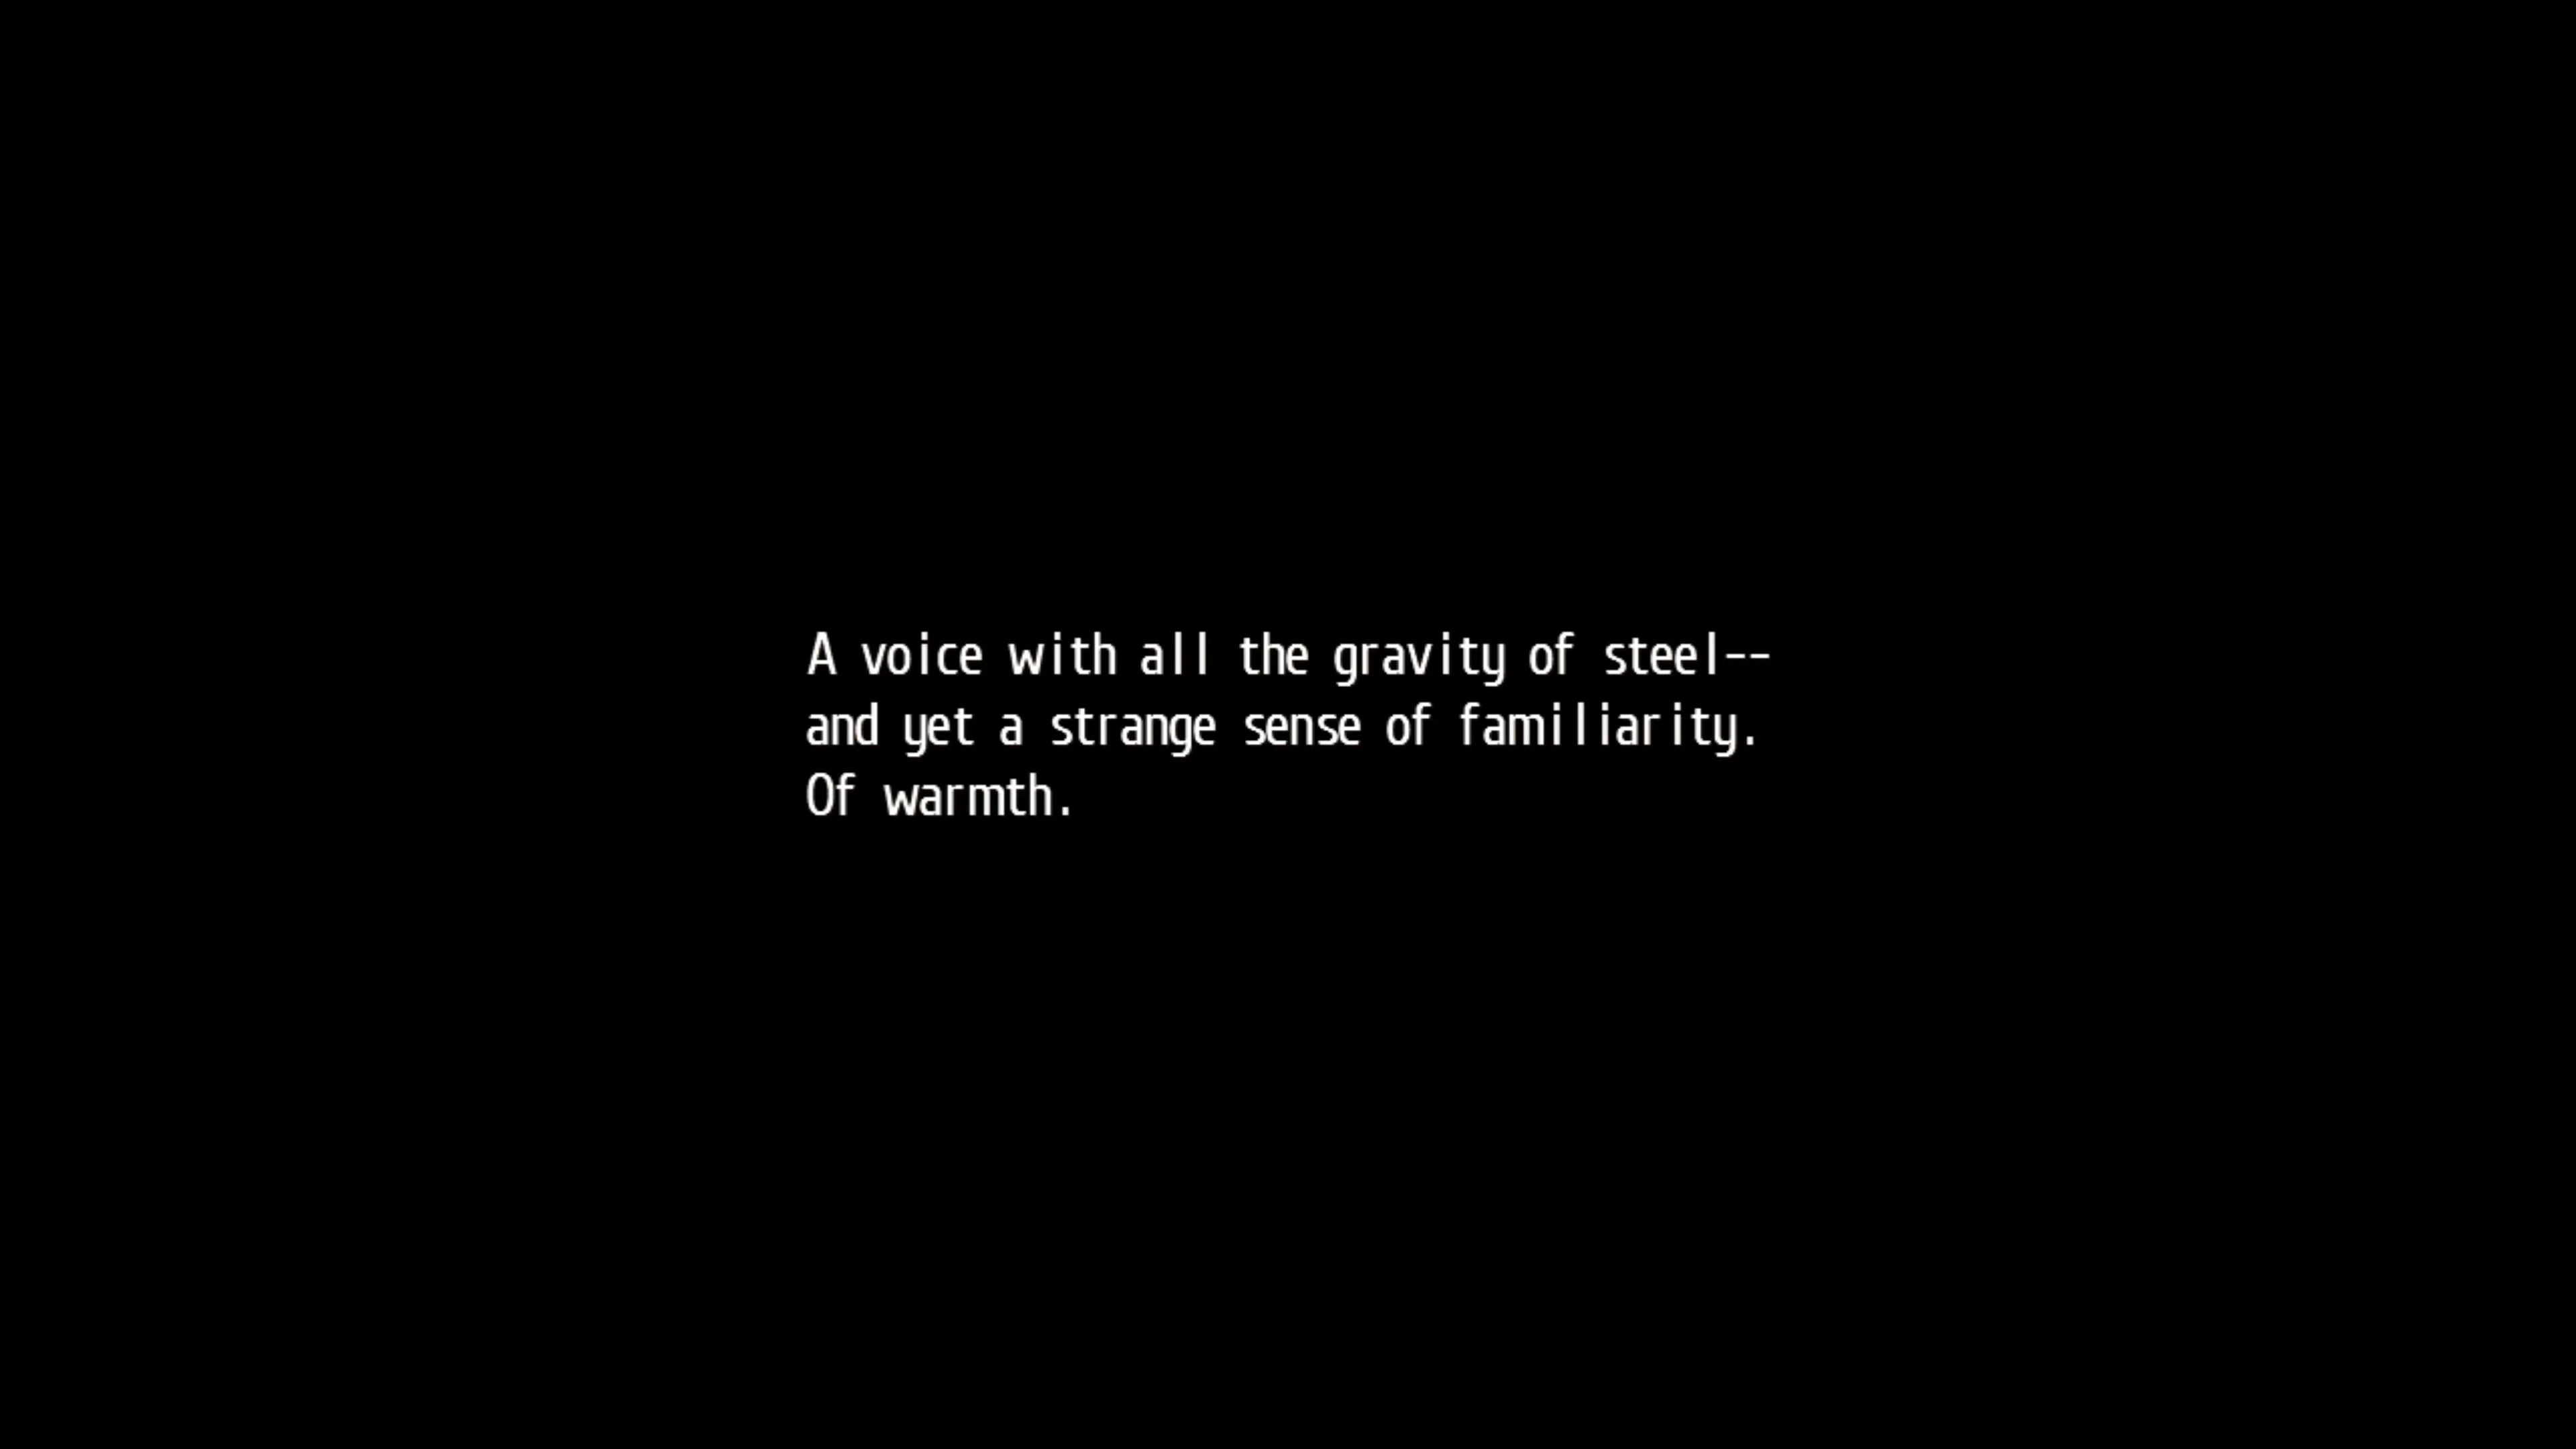 A voice with all the gravity of steel--
and yet a strange sense of familiarity.
Of warmth.